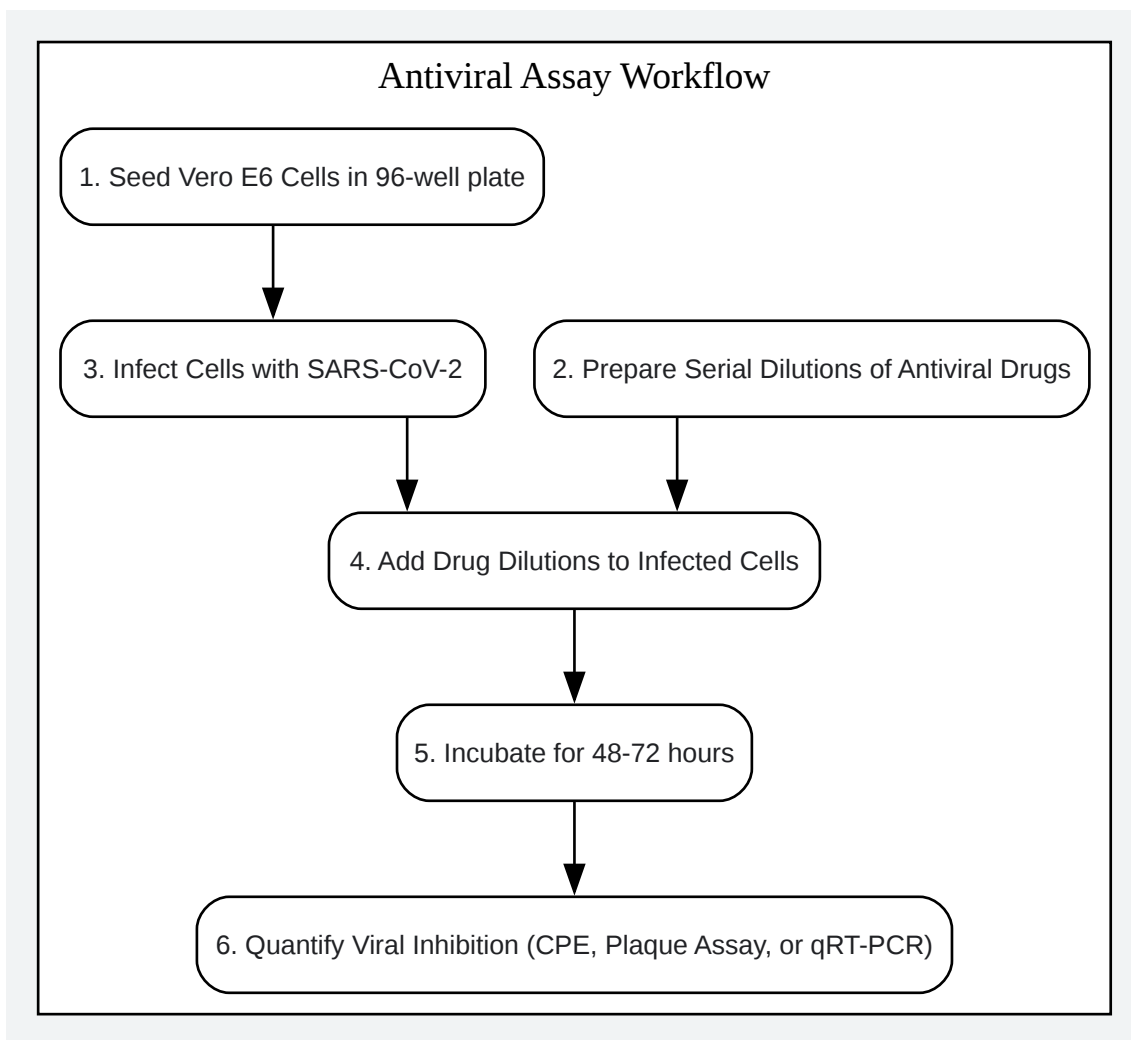 Antiviral Assay Workflow
1. Seed Vero E6 Cells in 96-well plate
3. Infect Cells with SARS-CoV-2
2. Prepare Serial Dilutions of Antiviral Drugs
4. Add Drug Dilutions to Infected Cells
5. Incubate for 48-72 hours
6. Quantify Viral Inhibition (CPE, Plaque Assay, or qRT-PCR)